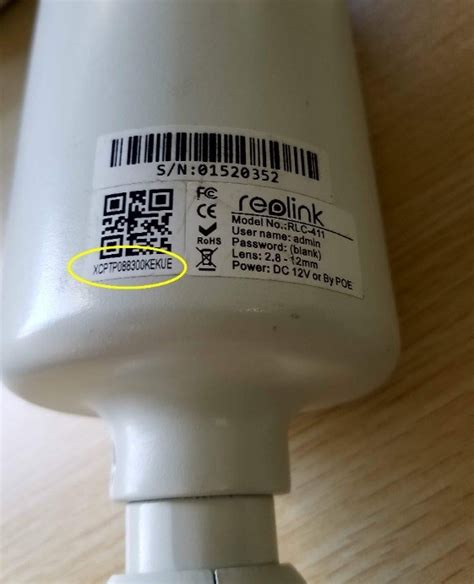 S/N:01520352
FC
CE
RoHS
XCPTP088300KEKUE
reolink
Model No.:RLC-411
User name: admin
Password: (blank)
Lens: 2.8 - 12mm
Power: DC 12V or By POE